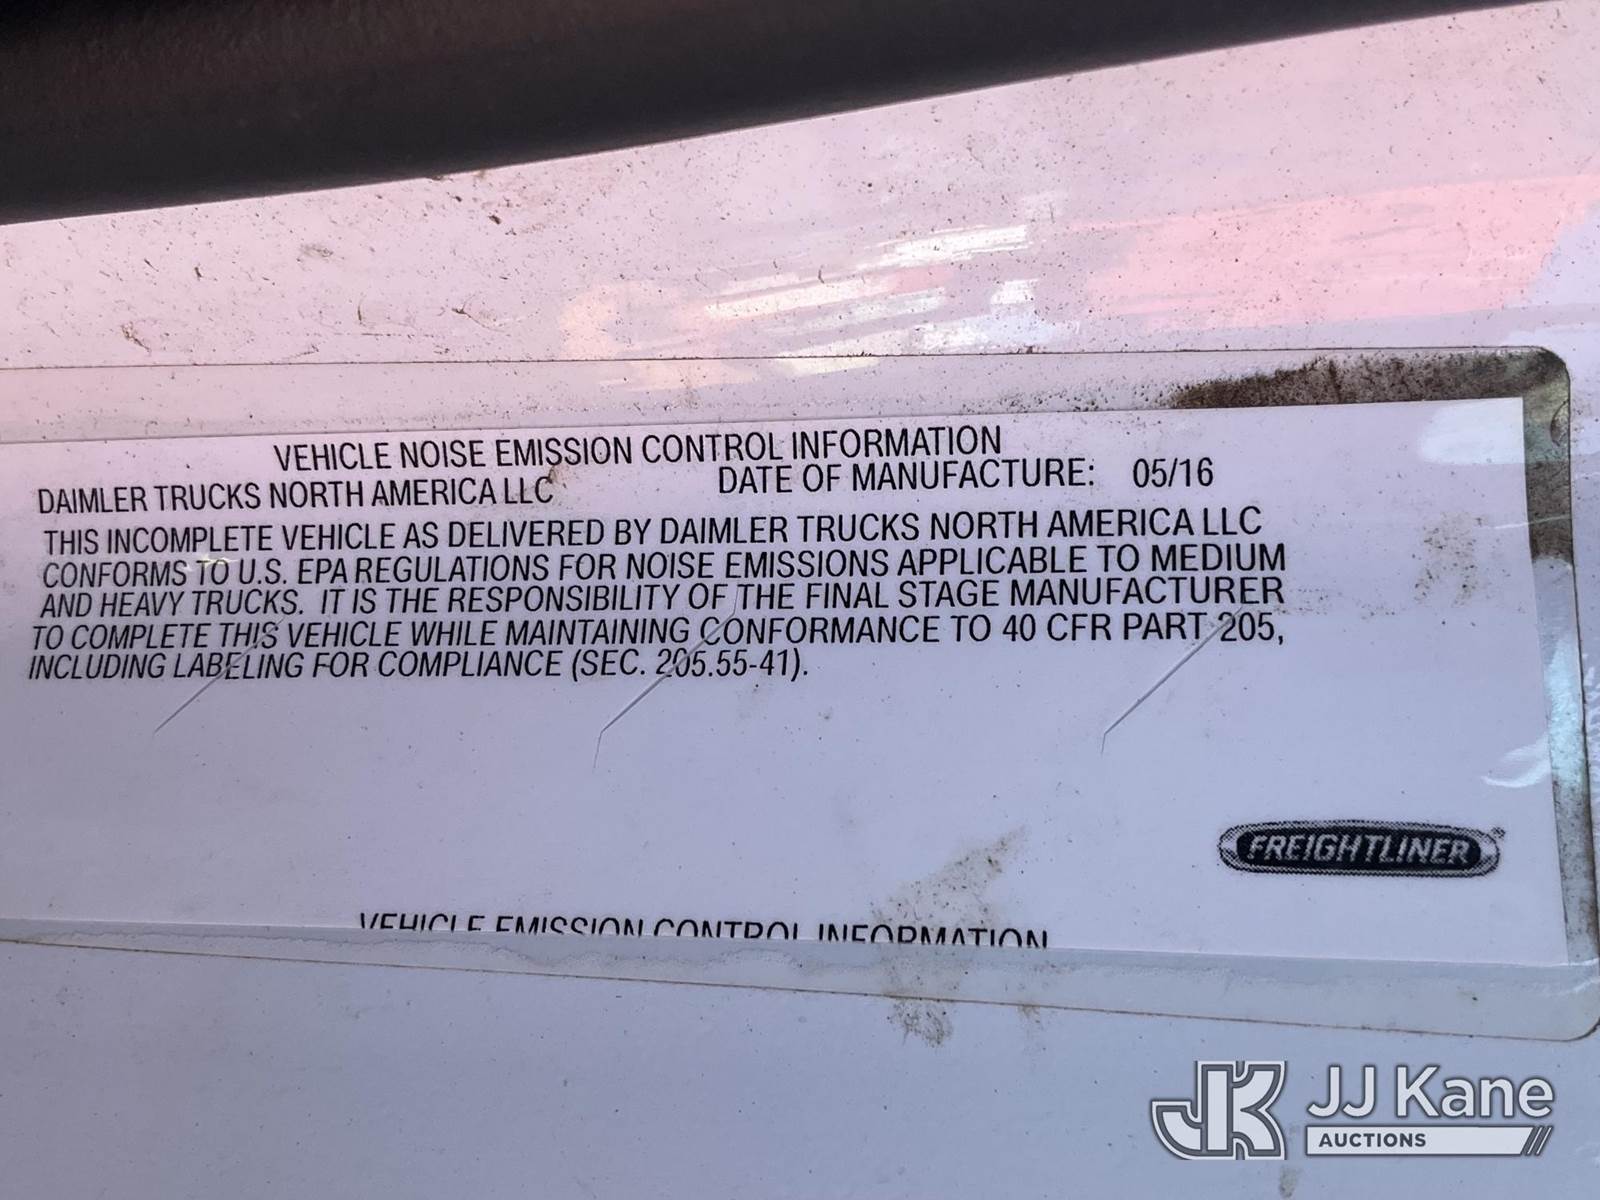 VEHICLE NOISE EMISSION CONTROL INFORMATION
DAIMLER TRUCKS NORTH AMERICA LLC DATE OF MANUFACTURE: 05/16
THIS INCOMPLETE VEHICLE AS DELIVERED BY DAIMLER TRUCKS NORTH AMERICA LLC
CONFORMS TO U.S. EPA REGULATIONS FOR NOISE EMISSIONS APPLICABLE TO MEDIUM
AND HEAVY TRUCKS. IT IS THE RESPONSIBILITY OF THE FINAL STAGE MANUFACTURER
TO COMPLETE THIS VEHICLE WHILE MAINTAINING CONFORMANCE TO 40 CFR PART 205,
INCLUDING LABELING FOR COMPLIANCE (SEC. 205.55-41).
FREIGHTLINER®
VEHICLE EMISSION CONTROL INFORMATION
JK JJ Kane
AUCTIONS